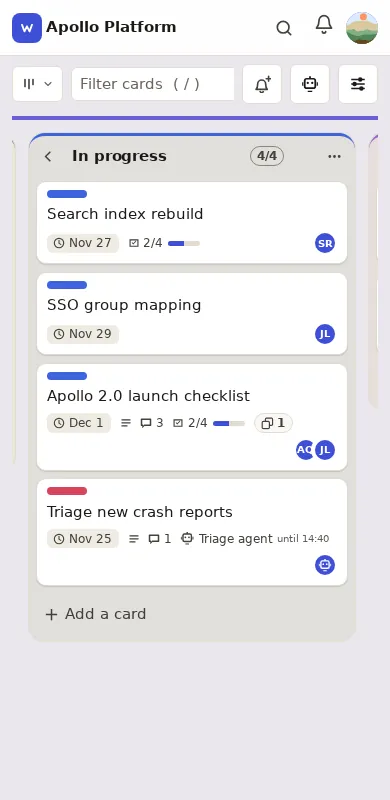 Apollo Platform
Filter cards ( / )
In progress 4/4
Search index rebuild
Nov 27 2/4 SR
SSO group mapping
Nov 29 JL
Apollo 2.0 launch checklist
Dec 1 3 2/4 1
JL
Triage new crash reports
Nov 25 1 Triage agent until 14:40
Add a card